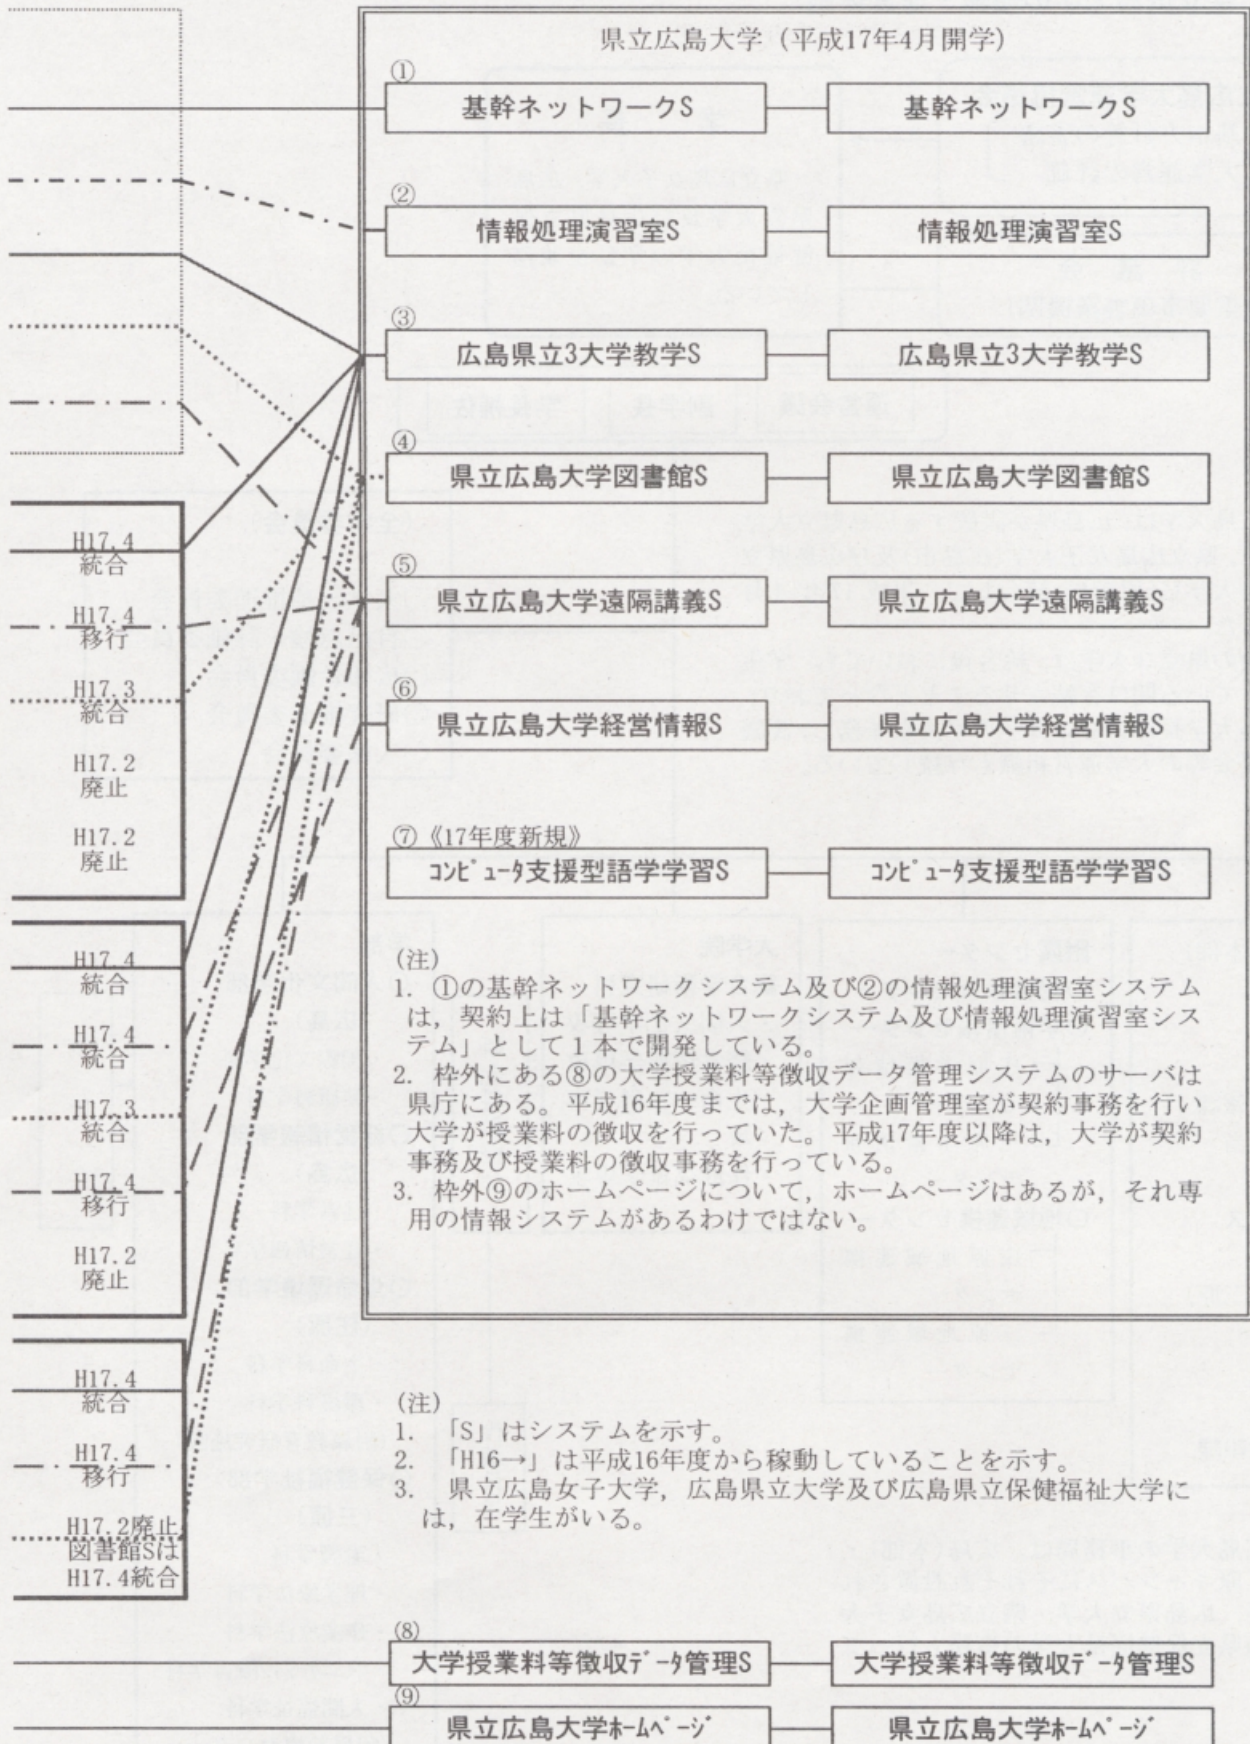 県立広島大学（平成17年4月開学）
①
基幹ネットワークS
基幹ネットワークS
②
情報処理演習室S
情報処理演習室S
③
広島県立3大学教学S
広島県立3大学教学S
④
県立広島大学図書館S
県立広島大学図書館S
⑤
県立広島大学遠隔講義S
県立広島大学遠隔講義S
⑥
県立広島大学経営情報S
県立広島大学経営情報S
⑦《17年度新規》
ｺﾝﾋﾟｭｰﾀ支援型語学学習S
ｺﾝﾋﾟｭｰﾀ支援型語学学習S
H17.4
統合
H17.4
移行
H17.3
統合
H17.2
廃止
H17.2
廃止
H17.4
統合
H17.4
統合
H17.3
統合
H17.4
移行
H17.2
廃止
H17.4
統合
H17.4
移行
H17.2廃止
図書館Sは
H17.4統合
(注)
1. ①の基幹ネットワークシステム及び②の情報処理演習室システム
は，契約上は「基幹ネットワークシステム及び情報処理演習室シス
テム」として１本で開発している。
2. 枠外にある⑧の大学授業料等徴収データ管理システムのサーバは
県庁にある。平成16年度までは，大学企画管理室が契約事務を行い
大学が授業料の徴収を行っていた。平成17年度以降は，大学が契約
事務及び授業料の徴収事務を行っている。
3. 枠外⑨のホームページについて，ホームページはあるが，それ専
用の情報システムがあるわけではない。
(注)
1. 「S」はシステムを示す。
2. 「H16→」は平成16年度から稼動していることを示す。
3. 県立広島女子大学，広島県立大学及び広島県立保健福祉大学に
は，在学生がいる。
⑧
大学授業料等徴収ﾃﾞｰﾀ管理S
大学授業料等徴収ﾃﾞｰﾀ管理S
⑨
県立広島大学ﾎｰﾑﾍﾟｰｼﾞ
県立広島大学ﾎｰﾑﾍﾟｰｼﾞ